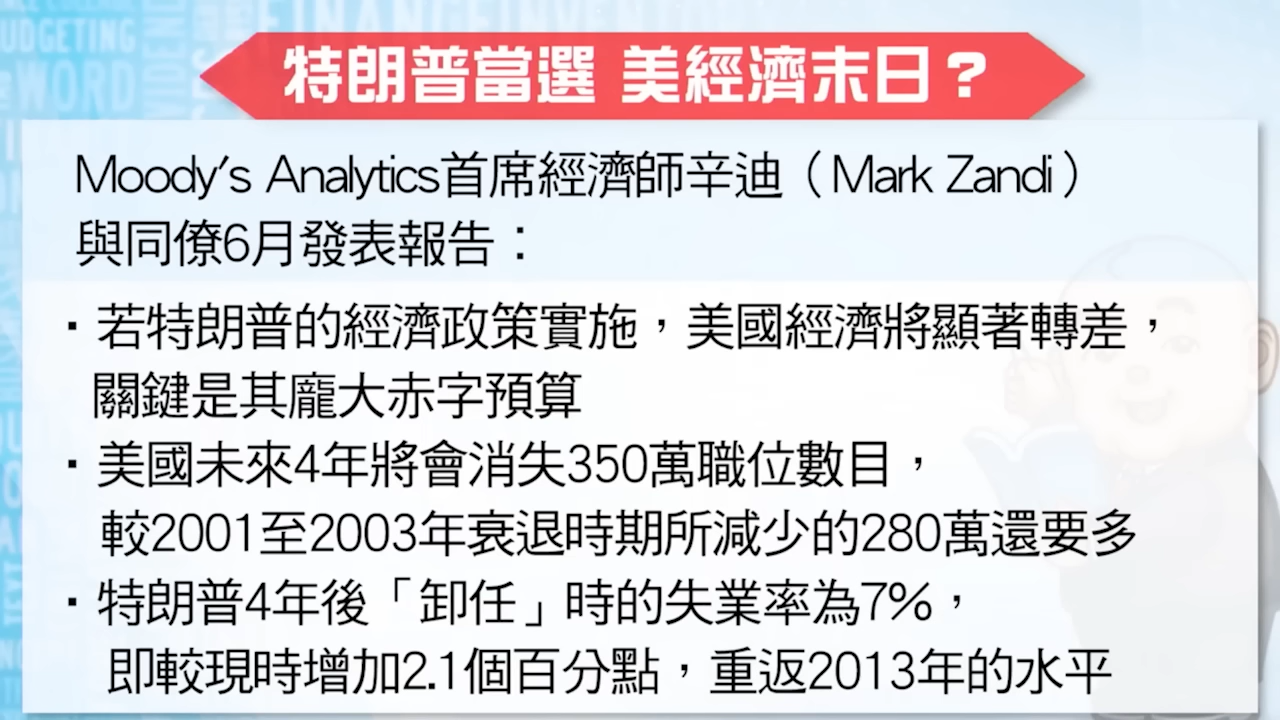 特朗普當選 美經濟末日？
Moody's Analytics首席經濟師辛迪（Mark Zandi）
與同僚6月發表報告：
·若特朗普的經濟政策實施，美國經濟將顯著轉差，
關鍵是其龐大赤字預算
·美國未來4年將會消失350萬職位數目，
較2001至2003年衰退時期所減少的280萬還要多
·特朗普4年後「卸任」時的失業率為7%，
即較現時增加2.1個百分點，重返2013年的水平
FINANCE
BUDGETING
WORD